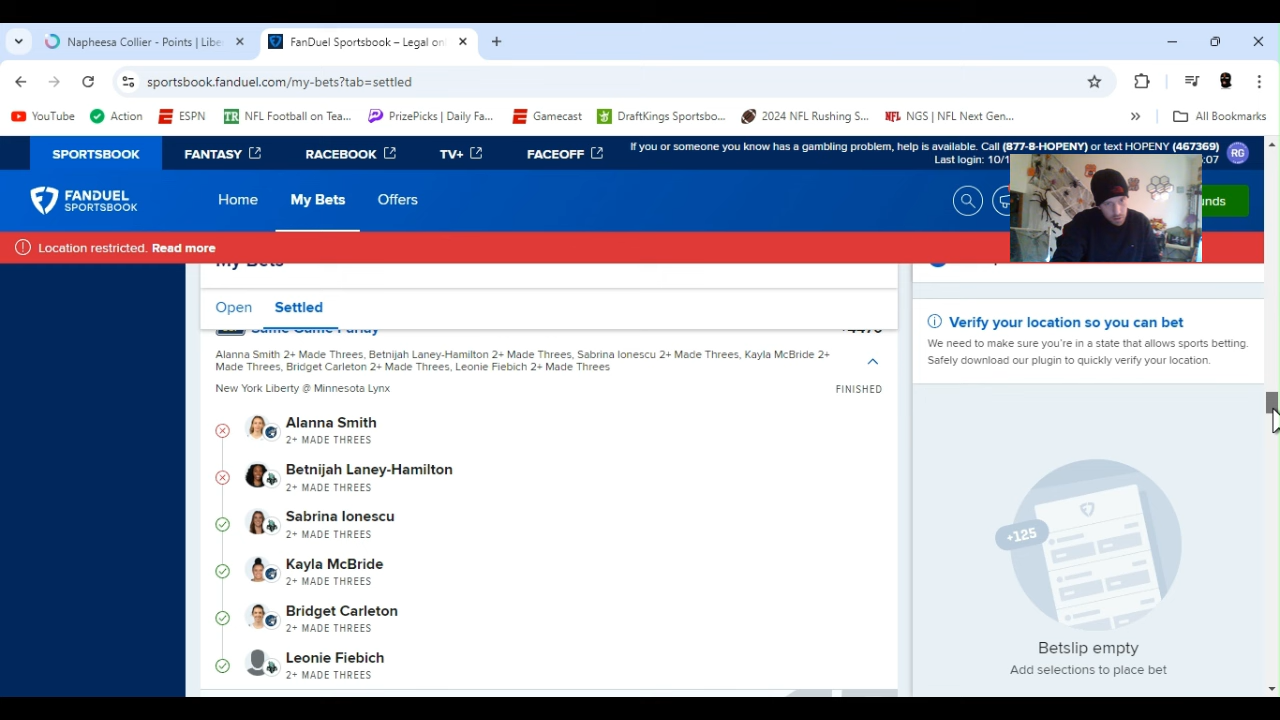 Napheesa Collier - Points | Libe
FanDuel Sportsbook – Legal onl
sportsbook.fanduel.com/my-bets?tab=settled
YouTube
Action
ESPN
NFL Football on Tea...
PrizePicks | Daily Fa...
Gamecast
DraftKings Sportsbo...
2024 NFL Rushing S...
NFL NGS | NFL Next Gen...
All Bookmarks
SPORTSBOOK
FANTASY
RACEBOOK
TV+
FACEOFF
If you or someone you know has a gambling problem, help is available. Call (877-8-HOPENY) or text HOPENY (467369)
Last login: 10/1
:07
RG
FANDUEL
SPORTSBOOK
Home
My Bets
Offers
unds
Location restricted. Read more
My Bets
Open
Settled
Same Game Parlay
Alanna Smith 2+ Made Threes, Betnijah Laney-Hamilton 2+ Made Threes, Sabrina Ionescu 2+ Made Threes, Kayla McBride 2+
Made Threes, Bridget Carleton 2+ Made Threes, Leonie Fiebich 2+ Made Threes
New York Liberty @ Minnesota Lynx
FINISHED
Alanna Smith
2+ MADE THREES
Betnijah Laney-Hamilton
2+ MADE THREES
Sabrina Ionescu
2+ MADE THREES
Kayla McBride
2+ MADE THREES
Bridget Carleton
2+ MADE THREES
Leonie Fiebich
2+ MADE THREES
Verify your location so you can bet
We need to make sure you're in a state that allows sports betting.
Safely download our plugin to quickly verify your location.
+125
Betslip empty
Add selections to place bet